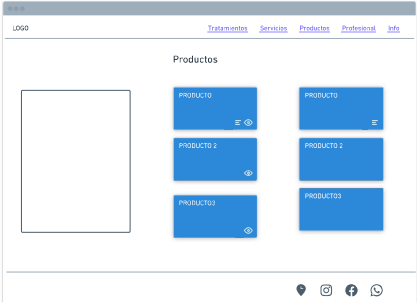 LOGO
Tratamientos Servicios Productos Profesional Info
Productos
PRODUCTO PRODUCTO
PRODUCTO 2 PRODUCTO 2
PRODUCTO3 PRODUCTO3